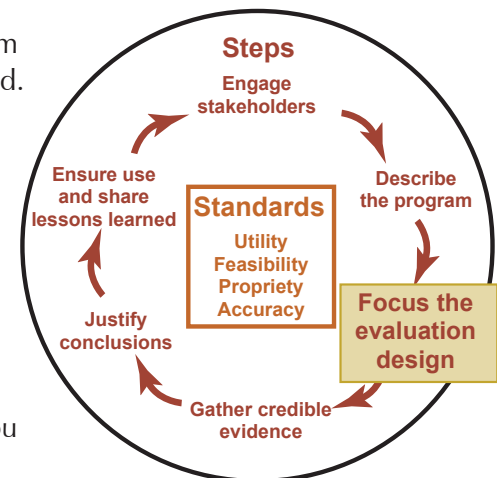 Steps
Engage
stakeholders
Describe
the program
Focus the
evaluation
design
Gather credible
evidence
Justify
conclusions
Ensure use
and share
lessons learned
Standards
Utility
Feasibility
Propriety
Accuracy